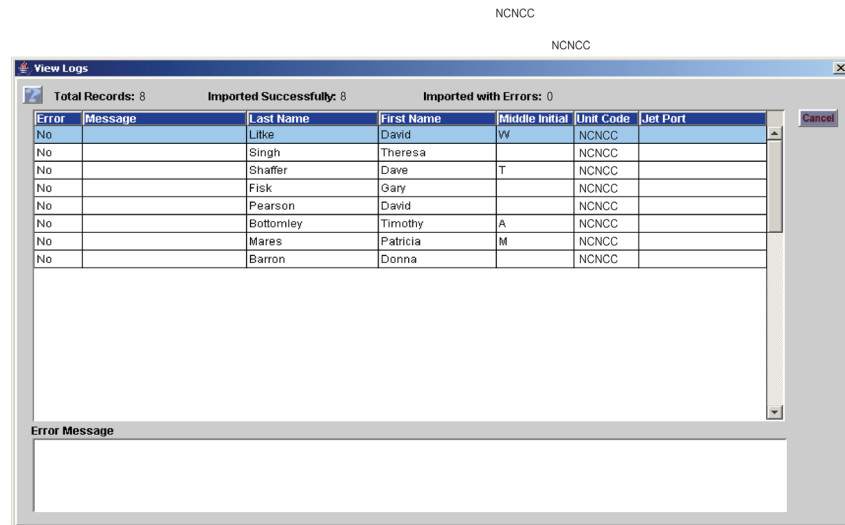 NCNCC
NCNCC
View Logs
Total Records: 8 Imported Successfully: 8 Imported with Errors: 0
Cancel
Error Message Last Name First Name Middle Initial Unit Code Jet Port
No Litke David W NCNCC
No Singh Theresa NCNCC
No Shaffer Dave T NCNCC
No Fisk Gary NCNCC
No Pearson David NCNCC
No Bottomley Timothy A NCNCC
No Mares Patricia M NCNCC
No Barron Donna NCNCC
Error Message